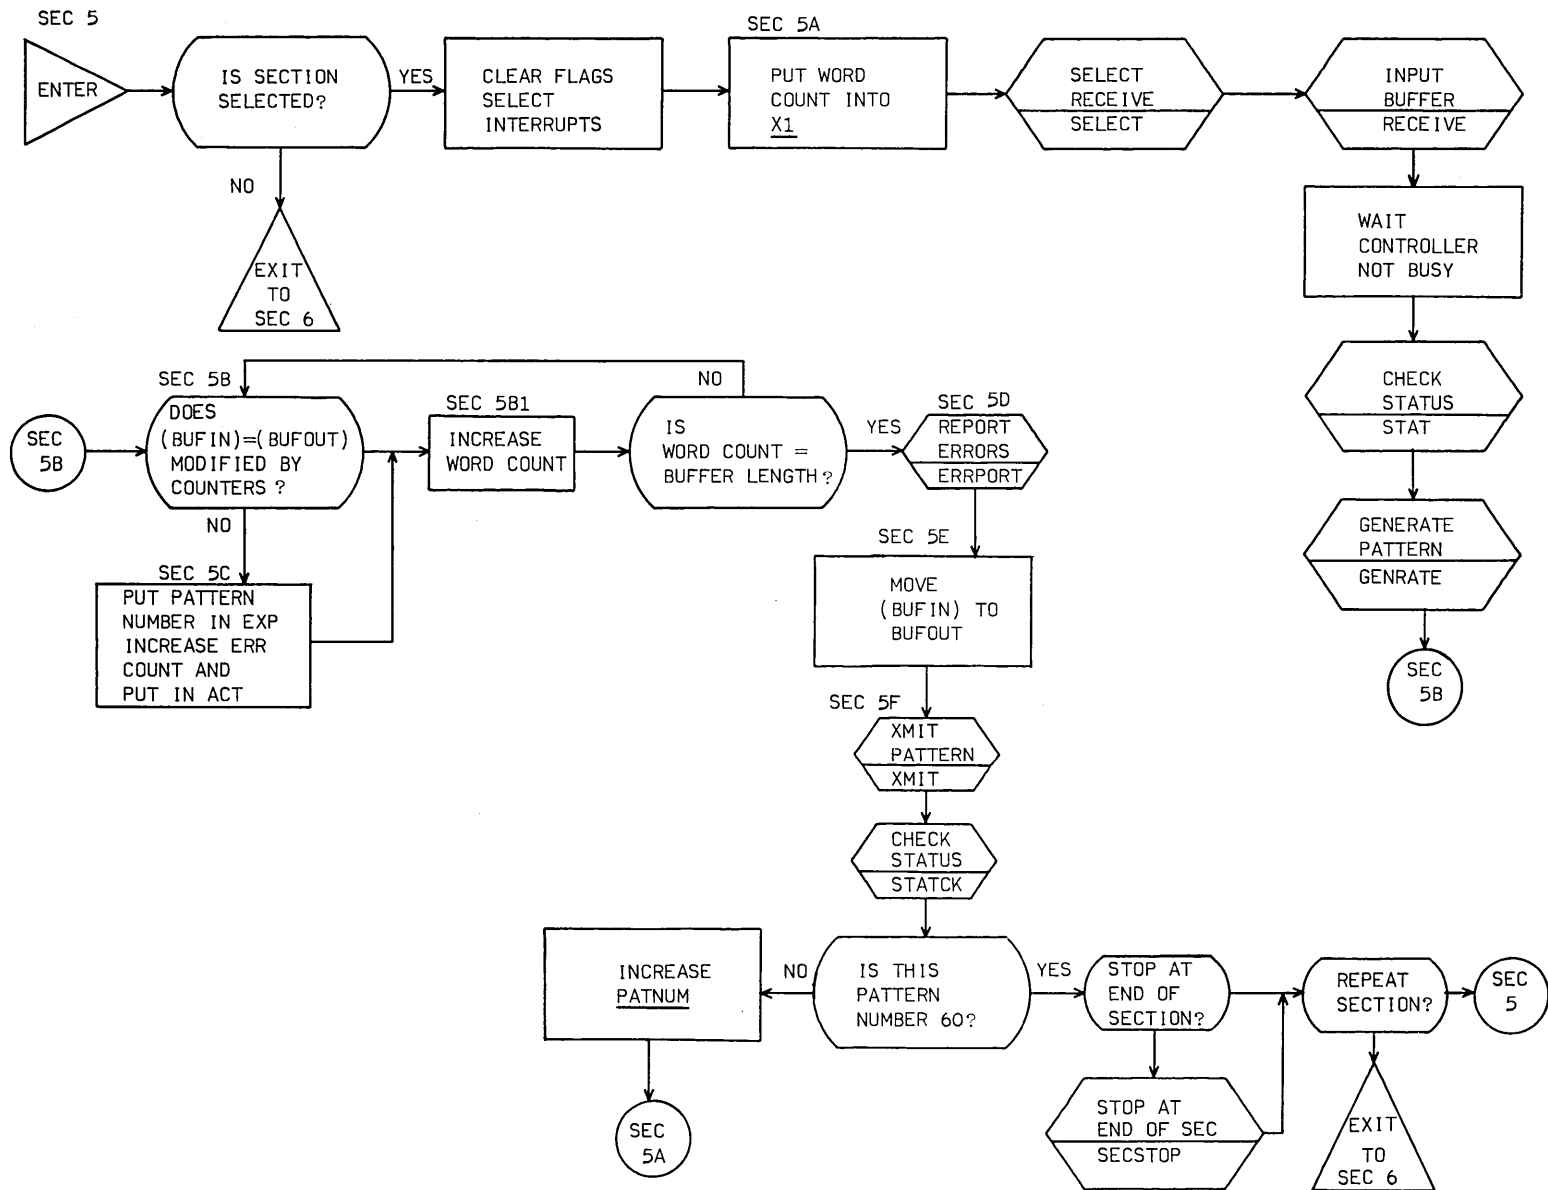 SEC 5
ENTER
IS SECTION
SELECTED?
YES
NO
EXIT
TO
SEC 6
CLEAR FLAGS
SELECT
INTERRUPTS
SEC 5A
PUT WORD
COUNT INTO
X1
SELECT
RECEIVE
SELECT
INPUT
BUFFER
RECEIVE
WAIT
CONTROLLER
NOT BUSY
CHECK
STATUS
STAT
GENERATE
PATTERN
GENRATE
SEC
5B
SEC
5B
SEC 5B
DOES
(BUFIN)=(BUFOUT)
MODIFIED BY
COUNTERS ?
NO
SEC 5C
PUT PATTERN
NUMBER IN EXP
INCREASE ERR
COUNT AND
PUT IN ACT
SEC 5B1
INCREASE
WORD COUNT
NO
IS
WORD COUNT =
BUFFER LENGTH?
YES
SEC 5D
REPORT
ERRORS
ERRPORT
SEC 5E
MOVE
(BUFIN) TO
BUFOUT
SEC 5F
XMIT
PATTERN
XMIT
CHECK
STATUS
STATCK
IS THIS
PATTERN
NUMBER 60?
NO
INCREASE
PATNUM
SEC
5A
YES
STOP AT
END OF
SECTION?
STOP AT
END OF SEC
SECSTOP
REPEAT
SECTION?
SEC
5
EXIT
TO
SEC 6